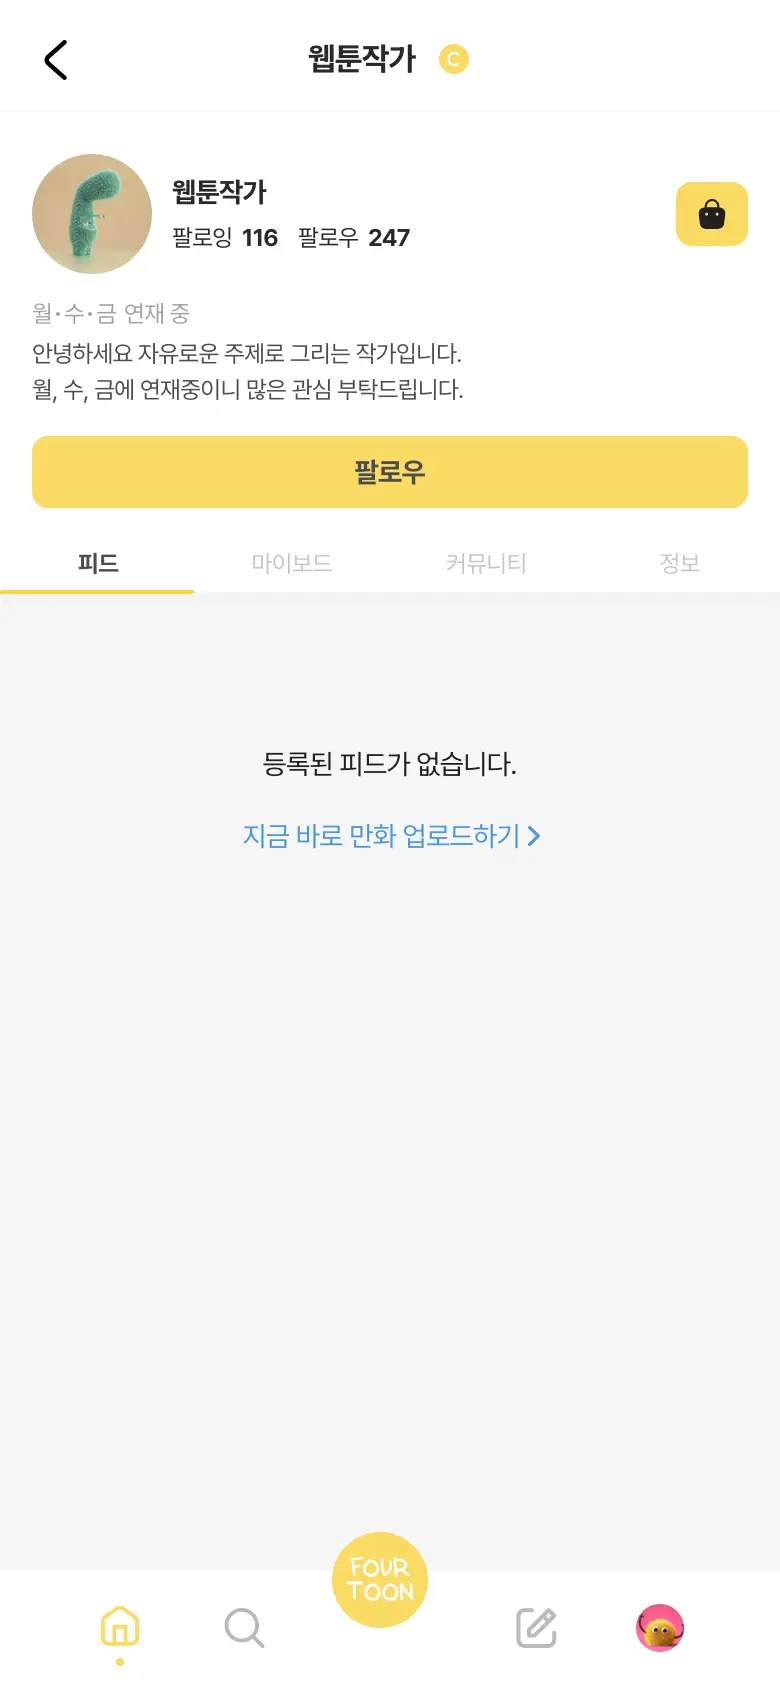 웹툰작가 C
웹툰작가
팔로잉 116 팔로우 247
월·수·금 연재 중
안녕하세요 자유로운 주제로 그리는 작가입니다.
월, 수, 금에 연재중이니 많은 관심 부탁드립니다.
팔로우
피드 마이보드 커뮤니티 정보
등록된 피드가 없습니다.
지금 바로 만화 업로드하기
FOUR
TOON